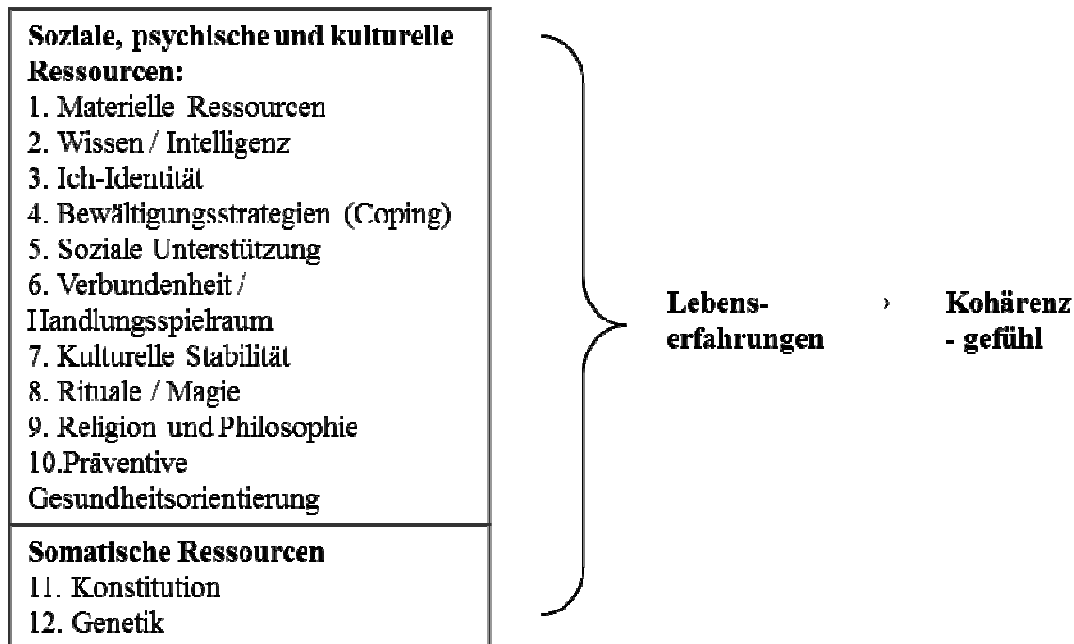 Soziale, psychische und kulturelle
Ressourcen:
1. Materielle Ressourcen
2. Wissen / Intelligenz
3. Ich-Identität
4. Bewältigungsstrategien (Coping)
5. Soziale Unterstützung
6. Verbundenheit /
Handlungsspielraum
7. Kulturelle Stabilität
8. Rituale / Magie
9. Religion und Philosophie
10.Präventive
Gesundheitsorientierung
Somatische Ressourcen
11. Konstitution
12. Genetik
Lebens-
erfahrungen
Kohärenz
- gefühl